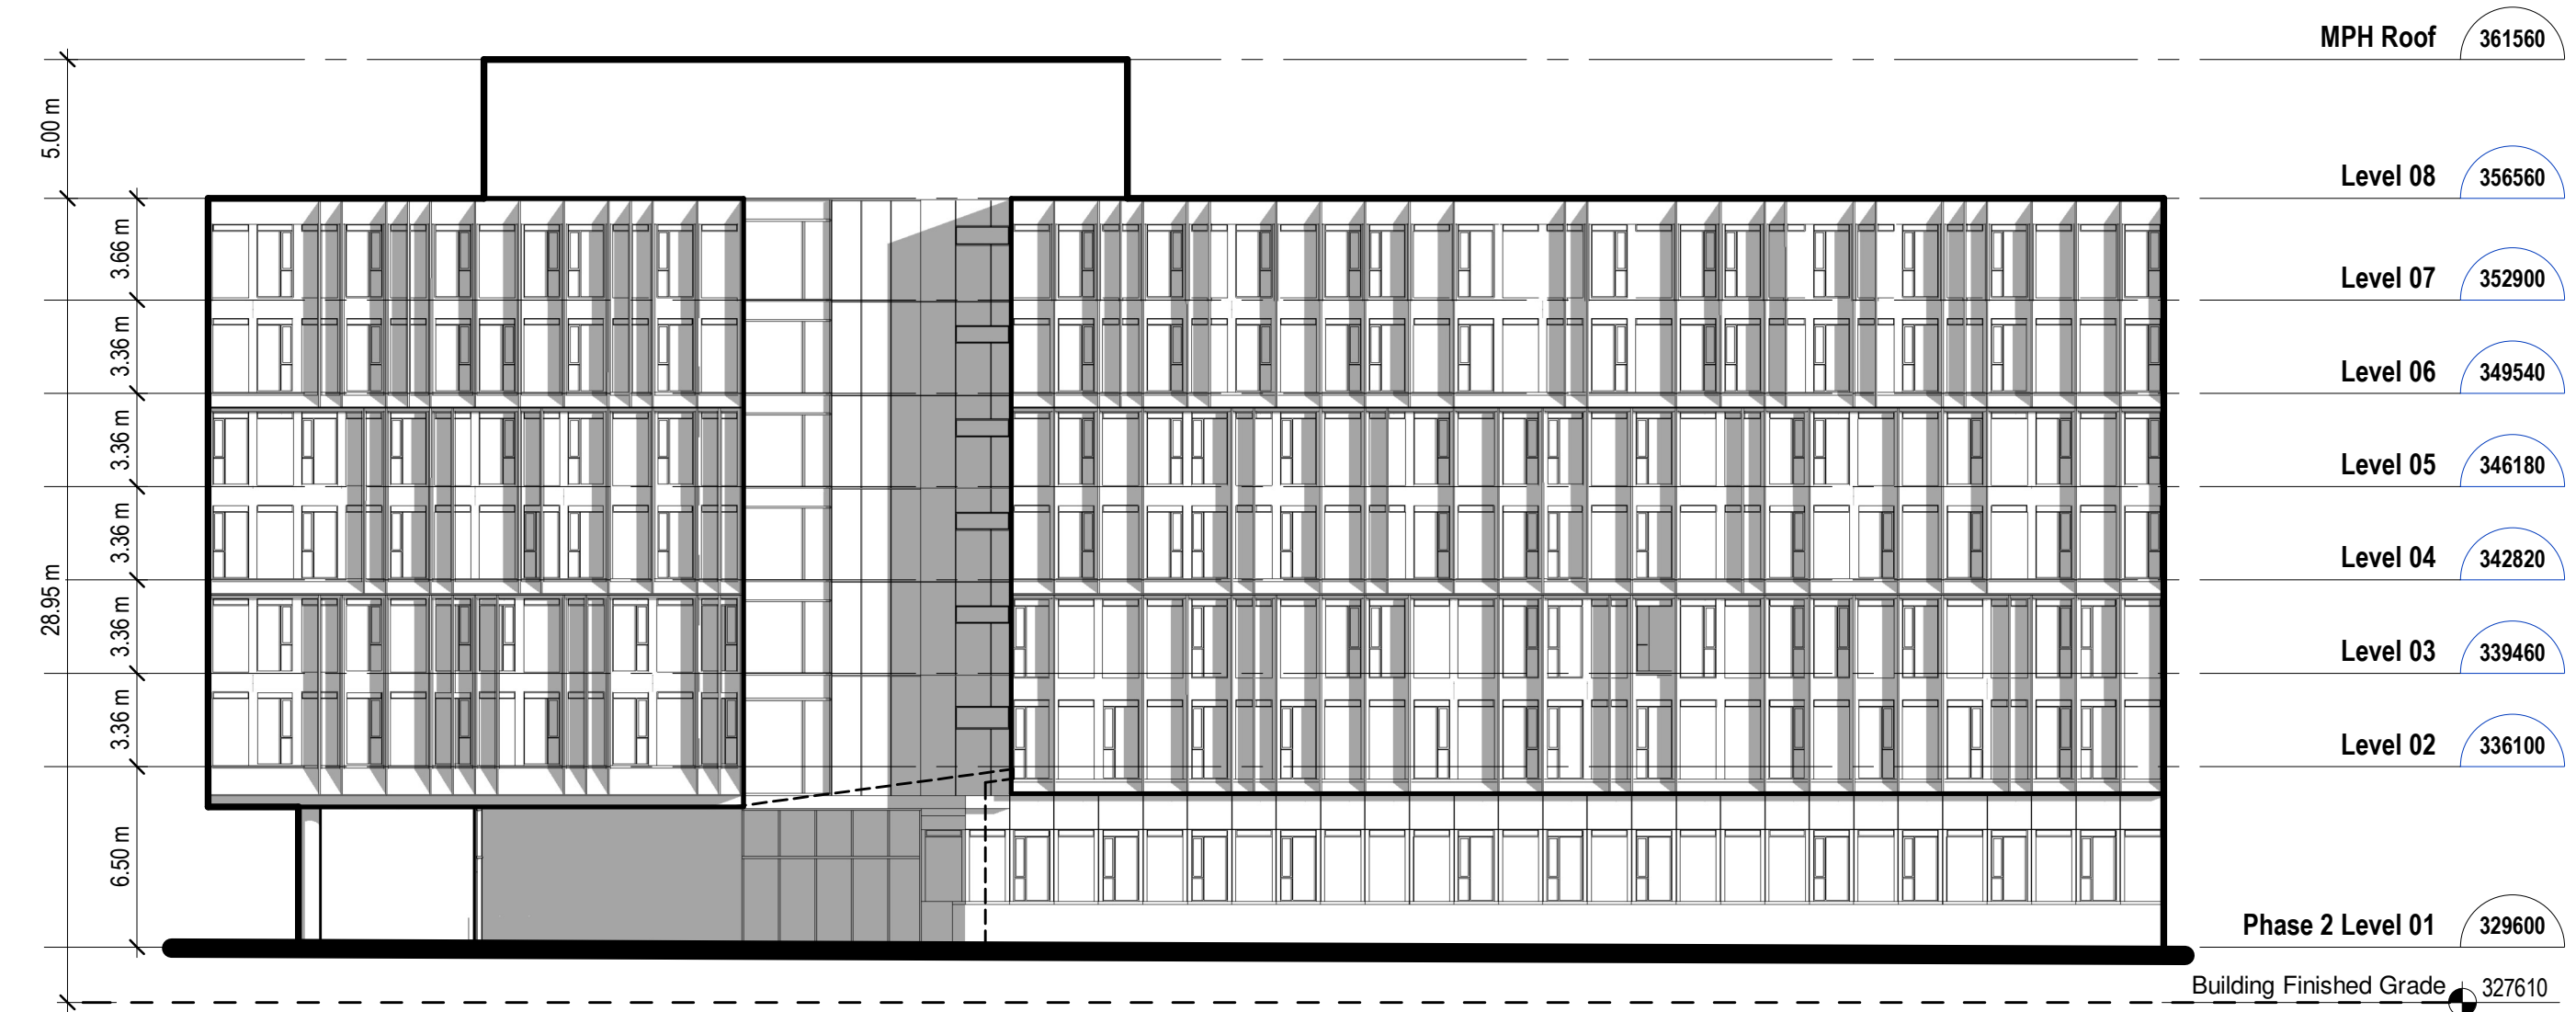 MPH Roof 361560
5.00 m
Level 08 356560
3.66 m
Level 07 352900
3.36 m
Level 06 349540
3.36 m
Level 05 346180
3.36 m
Level 04 342820
28.95 m
3.36 m
Level 03 339460
3.36 m
Level 02 336100
6.50 m
Phase 2 Level 01 329600
Building Finished Grade 327610